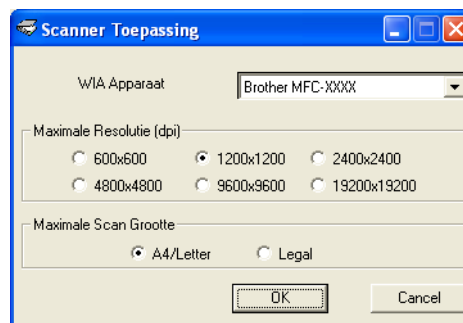 Scanner Toepassing
WIA Apparaat Brother MFC-XXXX
Maximale Resolutie (dpi)
600x600 1200x1200 2400x2400
4800x4800 9600x9600 19200x19200
Maximale Scan Grootte
A4/Letter Legal
OK Cancel